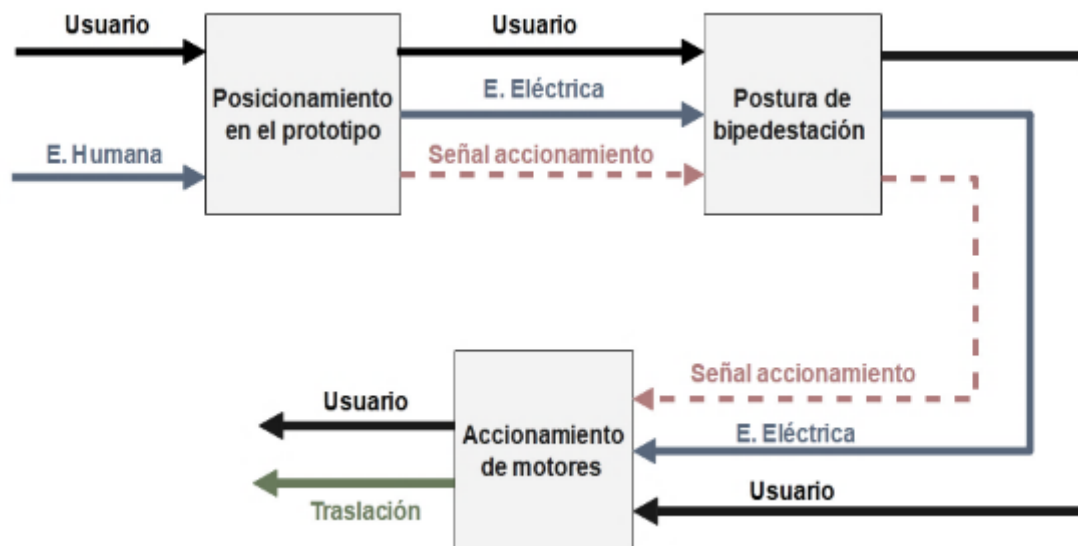 Usuario
Usuario
E. Eléctrica
Posicionamiento
en el prototipo
Postura de
bipedestación
E. Humana
Señal accionamiento
Señal accionamiento
Usuario
E. Eléctrica
Accionamiento
de motores
Usuario
Traslación